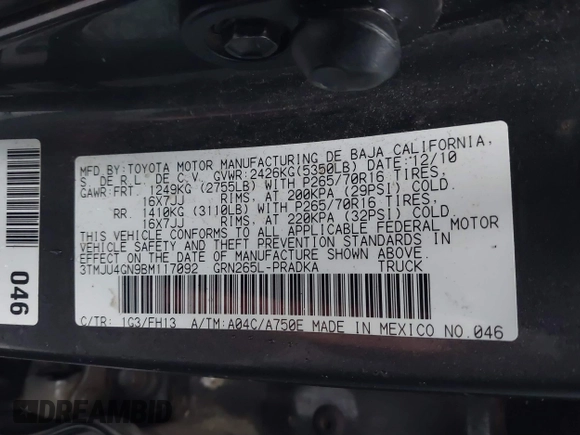 MFD. BY: TOYOTA MOTOR MANUFACTURING DE BAJA CALIFORNIA,
S. DE R.L. DE C.V. GVWR: 2426KG(5350LB) DATE: 12/10
GAWR: FRT. 1249KG (2755LB) WITH P265/70R16 TIRES,
16X7JJ RIMS, AT 200KPA (29PSI) COLD.
RR. 1410KG (3110LB) WITH P265/70R16 TIRES,
16X7JJ RIMS, AT 220KPA (32PSI) COLD.
THIS VEHICLE CONFORMS TO ALL APPLICABLE FEDERAL MOTOR
VEHICLE SAFETY AND THEFT PREVENTION STANDARDS IN
EFFECT ON THE DATE OF MANUFACTURE SHOWN ABOVE.
3TMJU4GN9BM117092 GRN265L-PRADKA TRUCK
C/TR: 1G3/FH13 A/TM: A04C/A750E MADE IN MEXICO NO.046
046
DREAMBID